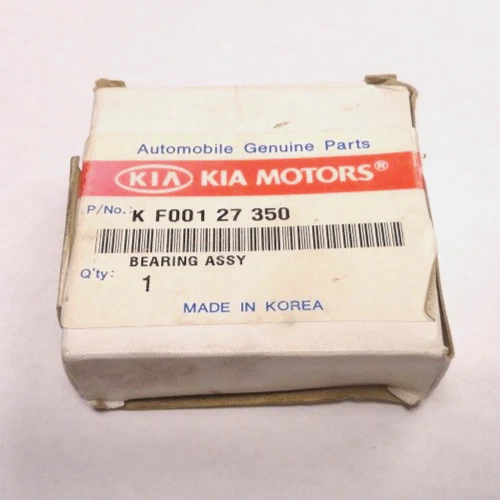 Automobile Genuine Parts
KIA KIA MOTORS®
P/No.: K F001 27 350
BEARING ASSY
Q'ty: 1
MADE IN KOREA